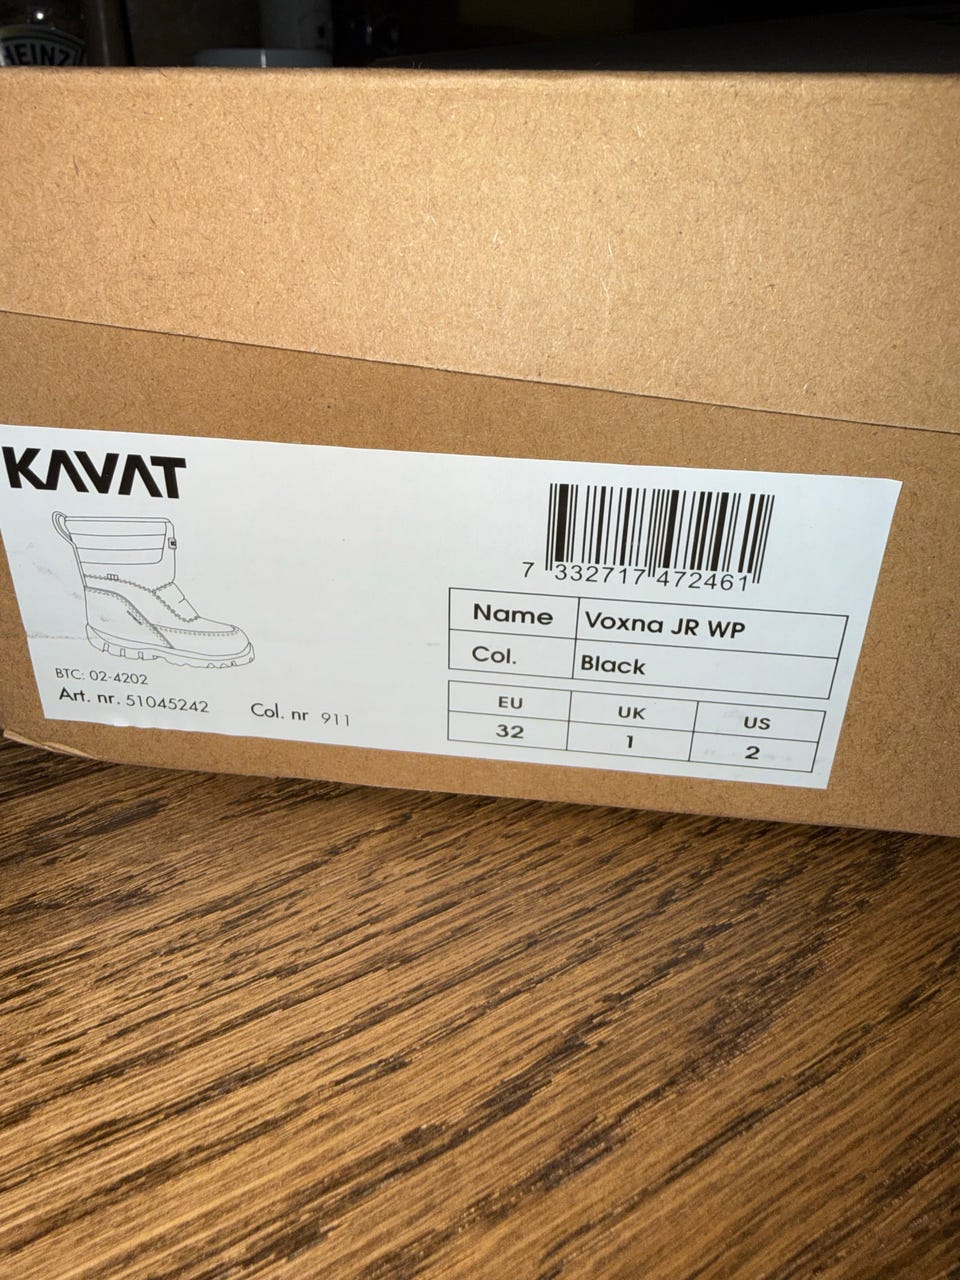 HEINZ
KAVAT
7 332717 472461
Name Voxna JR WP
Col. Black
BTC: 02-4202
Art. nr. 51045242 Col. nr 911
EU UK US
32 1 2